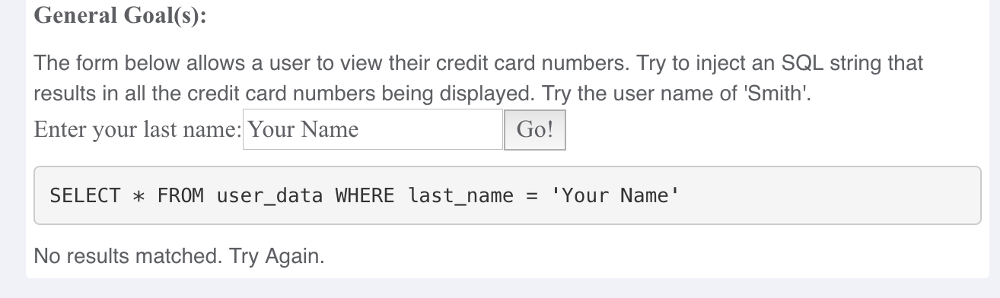 General Goal(s):
The form below allows a user to view their credit card numbers. Try to inject an SQL string that
results in all the credit card numbers being displayed. Try the user name of 'Smith'.
Enter your last name: Your Name Go!
SELECT * FROM user_data WHERE last_name = 'Your Name'
No results matched. Try Again.